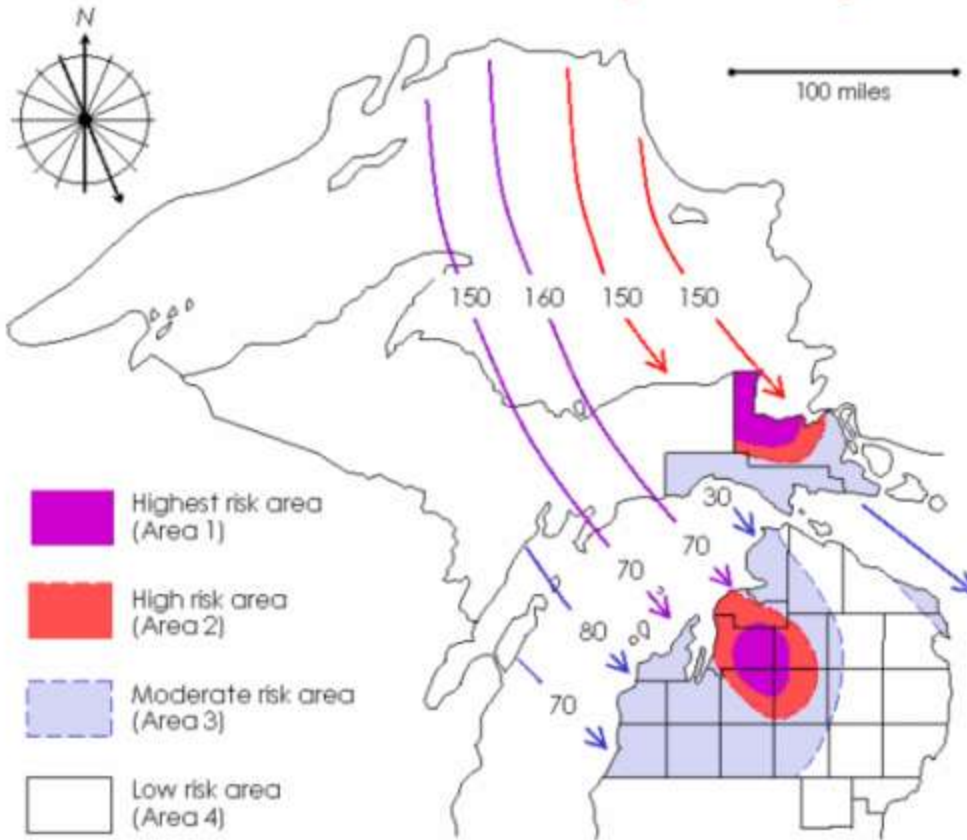 N
100 miles
150 160 150 150
30
70 70
80
70
Highest risk area
(Area 1)
High risk area
(Area 2)
Moderate risk area
(Area 3)
Low risk area
(Area 4)